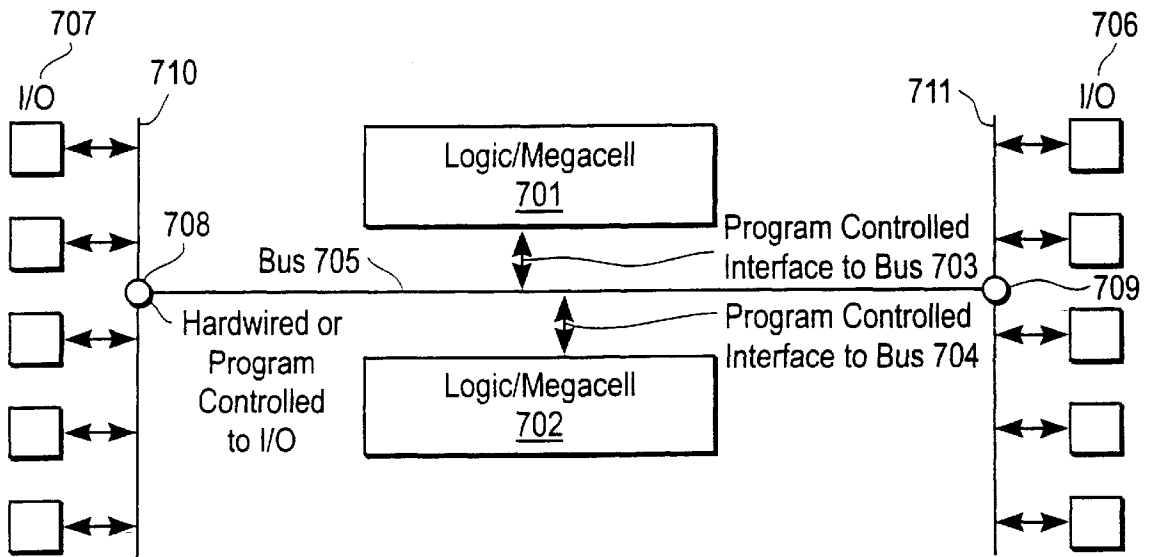 707
I/O
710
706
I/O
711
Logic/Megacell
701
708
Bus 705
Program Controlled
Interface to Bus 703
709
Hardwired or
Program
Controlled
to I/O
Program Controlled
Interface to Bus 704
Logic/Megacell
702